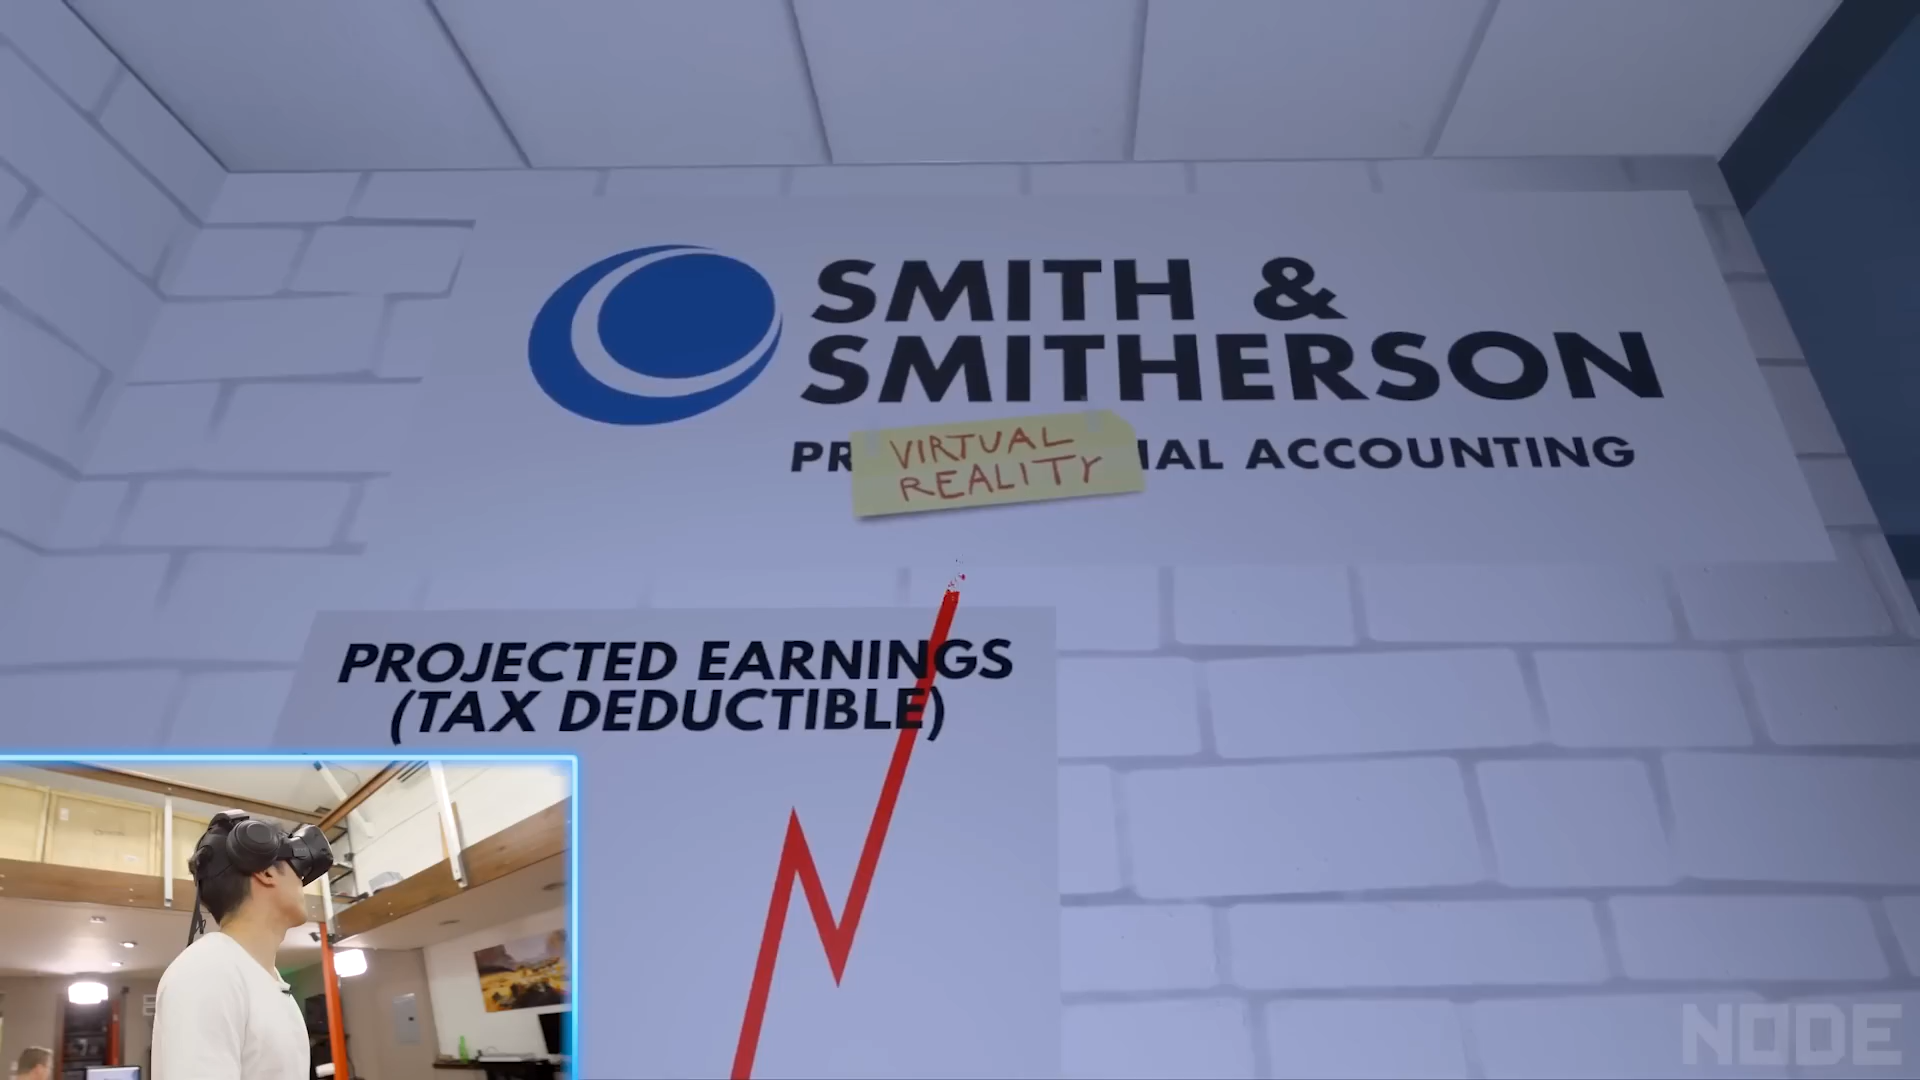 SMITH &
SMITHERSON
VIRTUAL
REALITY
PR IAL ACCOUNTING
PROJECTED EARNINGS
(TAX DEDUCTIBLE)
NODE